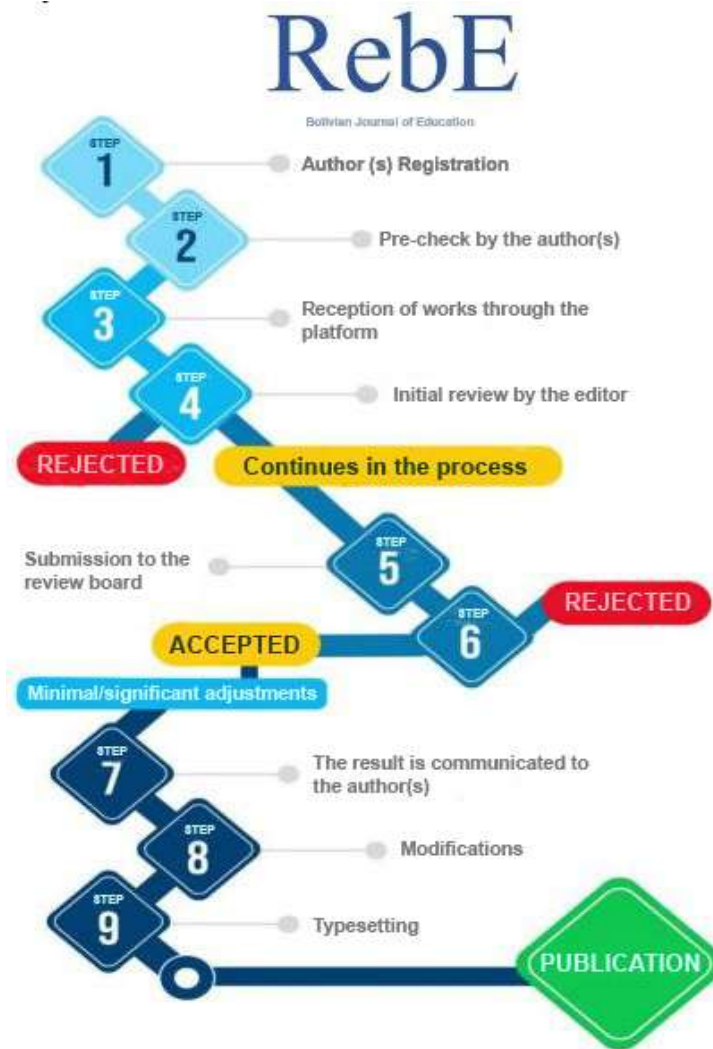 RebE
Bolivian Journal of Education
STEP
1
Author (s) Registration
STEP
2
Pre-check by the author(s)
STEP
3
Reception of works through the
platform
STEP
4
Initial review by the editor
REJECTED
Continues in the process
STEP
5
Submission to the
review board
STEP
6
REJECTED
ACCEPTED
Minimal/significant adjustments
STEP
7
The result is communicated to
the author(s)
STEP
8
Modifications
STEP
9
Typesetting
PUBLICATION